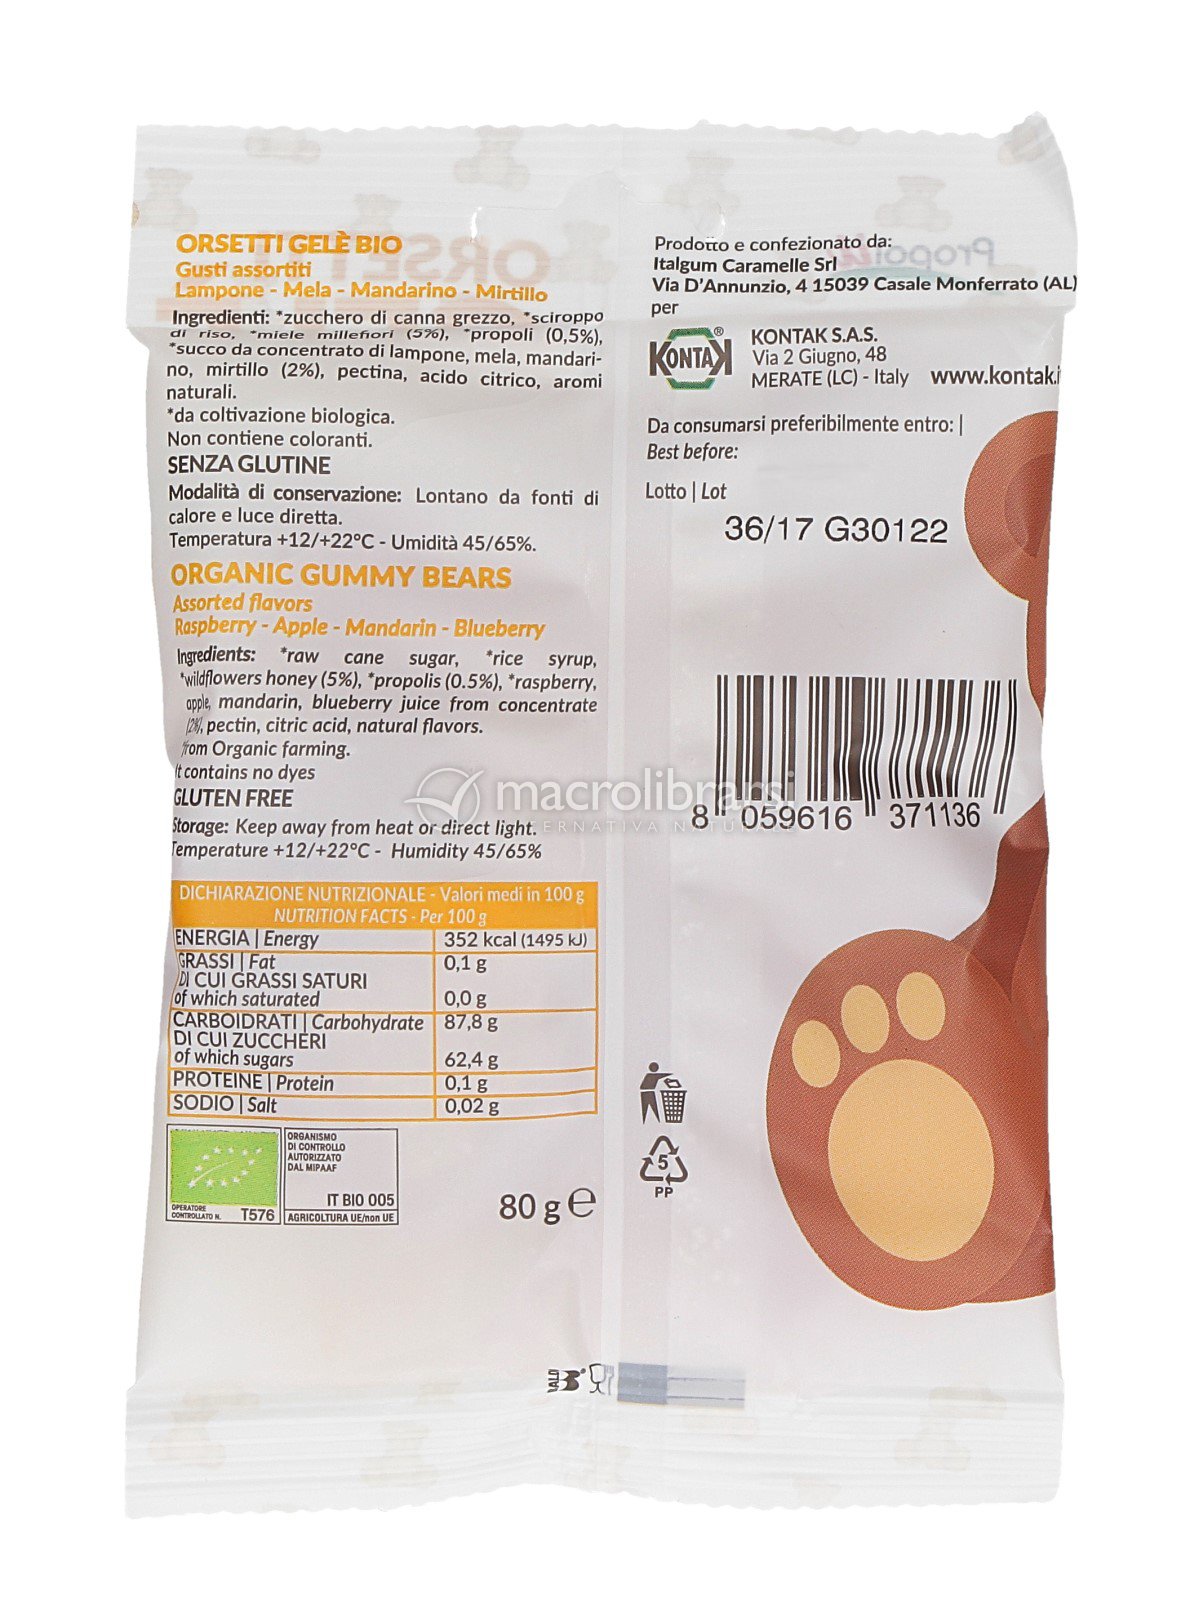 ORSETTI GELÈ BIO
Gusti assortiti
Lampone - Mela - Mandarino - Mirtillo
Ingredienti: *zucchero di canna grezzo, *sciroppo
di riso, *miele millefiori (5%), *propoli (0,5%),
*succo da concentrato di lampone, mela, mandari-
no, mirtillo (2%), pectina, acido citrico, aromi
naturali.
*da coltivazione biologica.
Non contiene coloranti.
SENZA GLUTINE
Modalità di conservazione: Lontano da fonti di
calore e luce diretta.
Temperatura +12/+22°C - Umidità 45/65%.
ORGANIC GUMMY BEARS
Assorted flavors
Raspberry - Apple - Mandarin - Blueberry
Ingredients: *raw cane sugar, *rice syrup,
*wildflowers honey (5%), *propolis (0.5%), *raspberry,
apple, mandarin, blueberry juice from concentrate
(2%), pectin, citric acid, natural flavors.
*from Organic farming.
It contains no dyes
GLUTEN FREE
Storage: Keep away from heat or direct light.
Temperature +12/+22°C - Humidity 45/65%
DICHIARAZIONE NUTRIZIONALE - Valori medi in 100 g
NUTRITION FACTS - Per 100 g
ENERGIA | Energy 352 kcal (1495 kJ)
GRASSI | Fat 0,1 g
DI CUI GRASSI SATURI
of which saturated 0,0 g
CARBOIDRATI | Carbohydrate 87,8 g
DI CUI ZUCCHERI
of which sugars 62,4 g
PROTEINE | Protein 0,1 g
SODIO | Salt 0,02 g
ORGANISMO
DI CONTROLLO
AUTORIZZATO
DAL MIPAAF
IT BIO 005
OPERATORE
CONTROLLATO N. T576
AGRICOLTURA UE/non UE
80 g e
Prodotto e confezionato da:
Italgum Caramelle Srl
Via D'Annunzio, 4 15039 Casale Monferrato (AL)
per
KONTAK®
KONTAK S.A.S.
Via 2 Giugno, 48
MERATE (LC) - Italy www.kontak.i
Da consumarsi preferibilmente entro: |
Best before:
Lotto | Lot
36/17 G30122
8 059616 371136
5
PP
macrolibrarsi